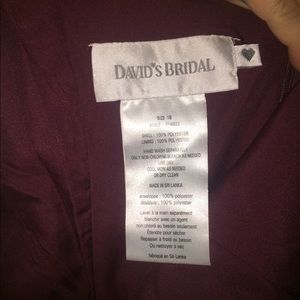 DAVID'S BRIDAL
SIZE 18
STYLE
SHELL: 100% POLYESTER
LINING: 100% POLYESTER
HAND WASH SEPARATELY
ONLY NON-CHLORINE BLEACH AS NEEDED
LINE DRY
COOL IRON AS NEEDED
OR DRY CLEAN
MADE IN SRI LANKA
enveloppe : 100% polyester
doublure : 100% polyester
Laver à la main séparément
blanchir avec un agent
non chloré au besoin seulement
Étendre pour sécher
Repasser à froid au besoin
Ou nettoyer à sec
fabriqué en Sri Lanka